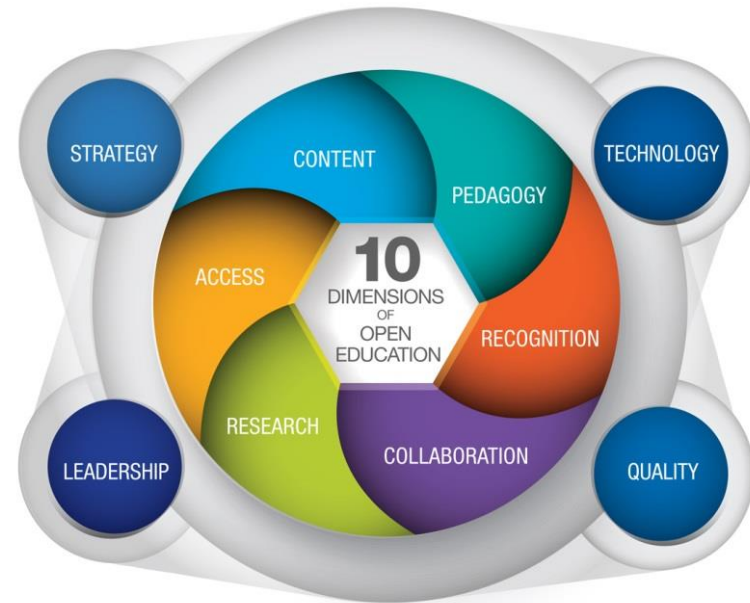 STRATEGY
CONTENT
TECHNOLOGY
PEDAGOGY
ACCESS
10
DIMENSIONS
OF
OPEN
EDUCATION
RECOGNITION
RESEARCH
COLLABORATION
LEADERSHIP
QUALITY